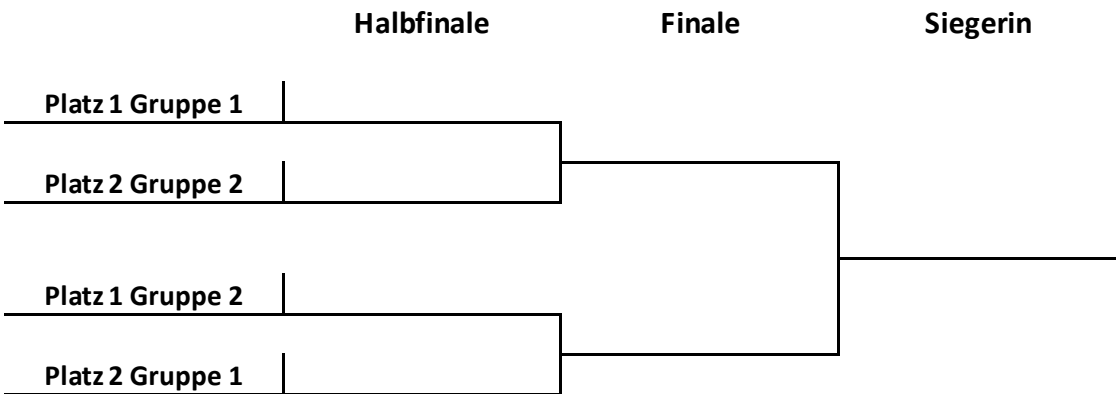 Halbfinale Finale Siegerin
Platz 1 Gruppe 1
Platz 2 Gruppe 2
Platz 1 Gruppe 2
Platz 2 Gruppe 1